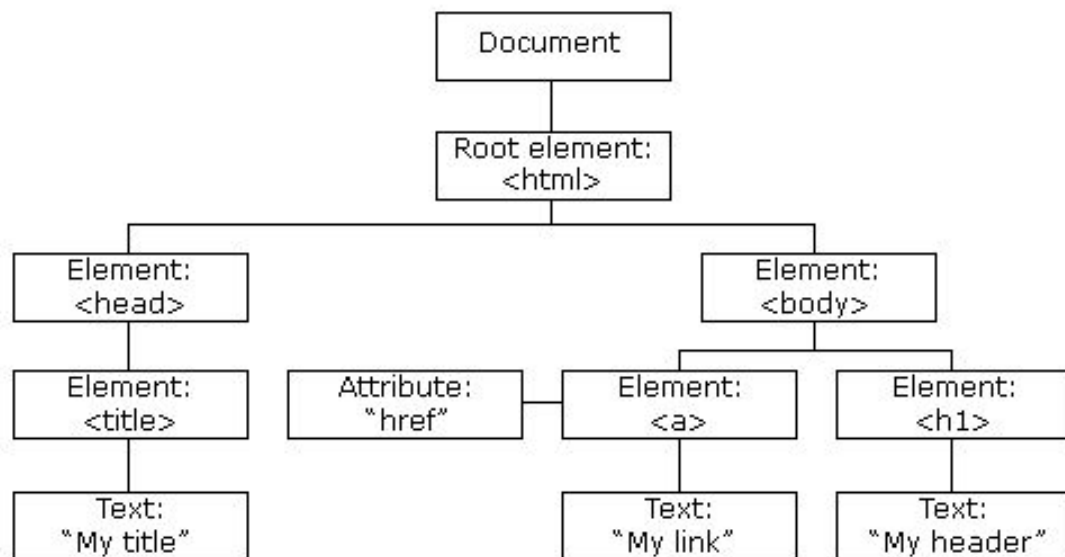 Document
Root element:
<html>
Element:
<head>
Element:
<body>
Element:
<title>
Attribute:
“href”
Element:
<a>
Element:
<h1>
Text:
“My title”
Text:
“My link”
Text:
“My header”